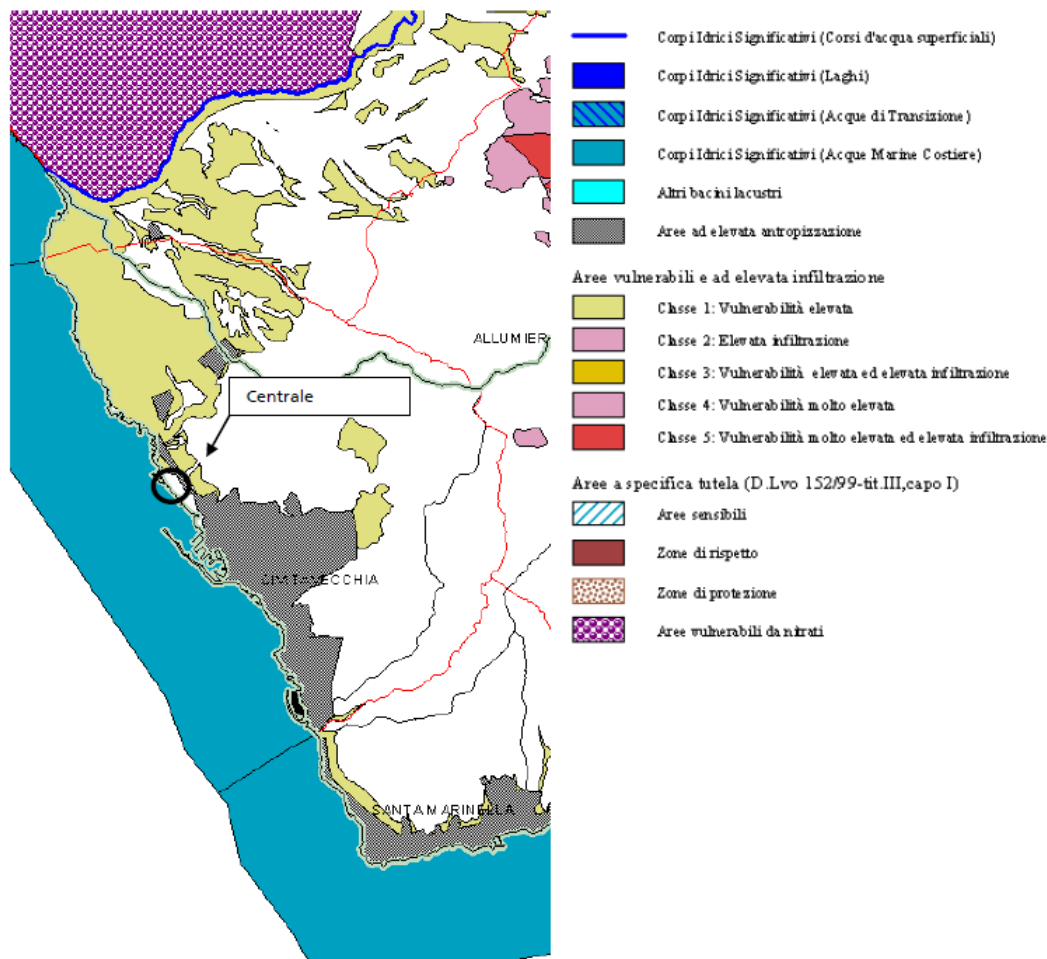 ALLUMIER
Centrale
CIVITAVECCHIA
SANTA MARINELLA
Corpi Idrici Significativi (Corsi d'acqua superficiali)
Corpi Idrici Significativi (Laghi)
Corpi Idrici Significativi (Acque di Transizione)
Corpi Idrici Significativi (Acque Marine Costiere)
Altri bacini lacustri
Aree ad elevata antropizzazione
Aree vulnerabili e ad elevata infiltrazione
Classe 1: Vulnerabilità elevata
Classe 2: Elevata infiltrazione
Classe 3: Vulnerabilità elevata ed elevata infiltrazione
Classe 4: Vulnerabilità molto elevata
Classe 5: Vulnerabilità molto elevata ed elevata infiltrazione
Aree a specifica tutela (D.Lvo 152/99-tit.III,capo I)
Aree sensibili
Zone di rispetto
Zone di protezione
Aree vulnerabili da nitrati